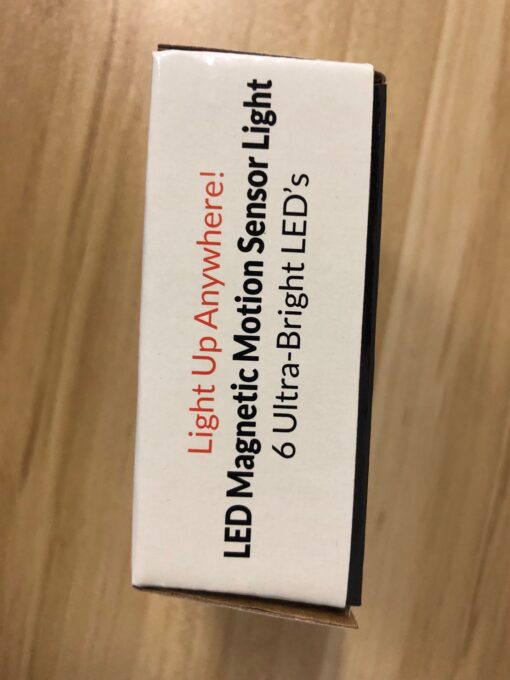 Light Up Anywhere!
LED Magnetic Motion Sensor Light
6 Ultra-Bright LED's